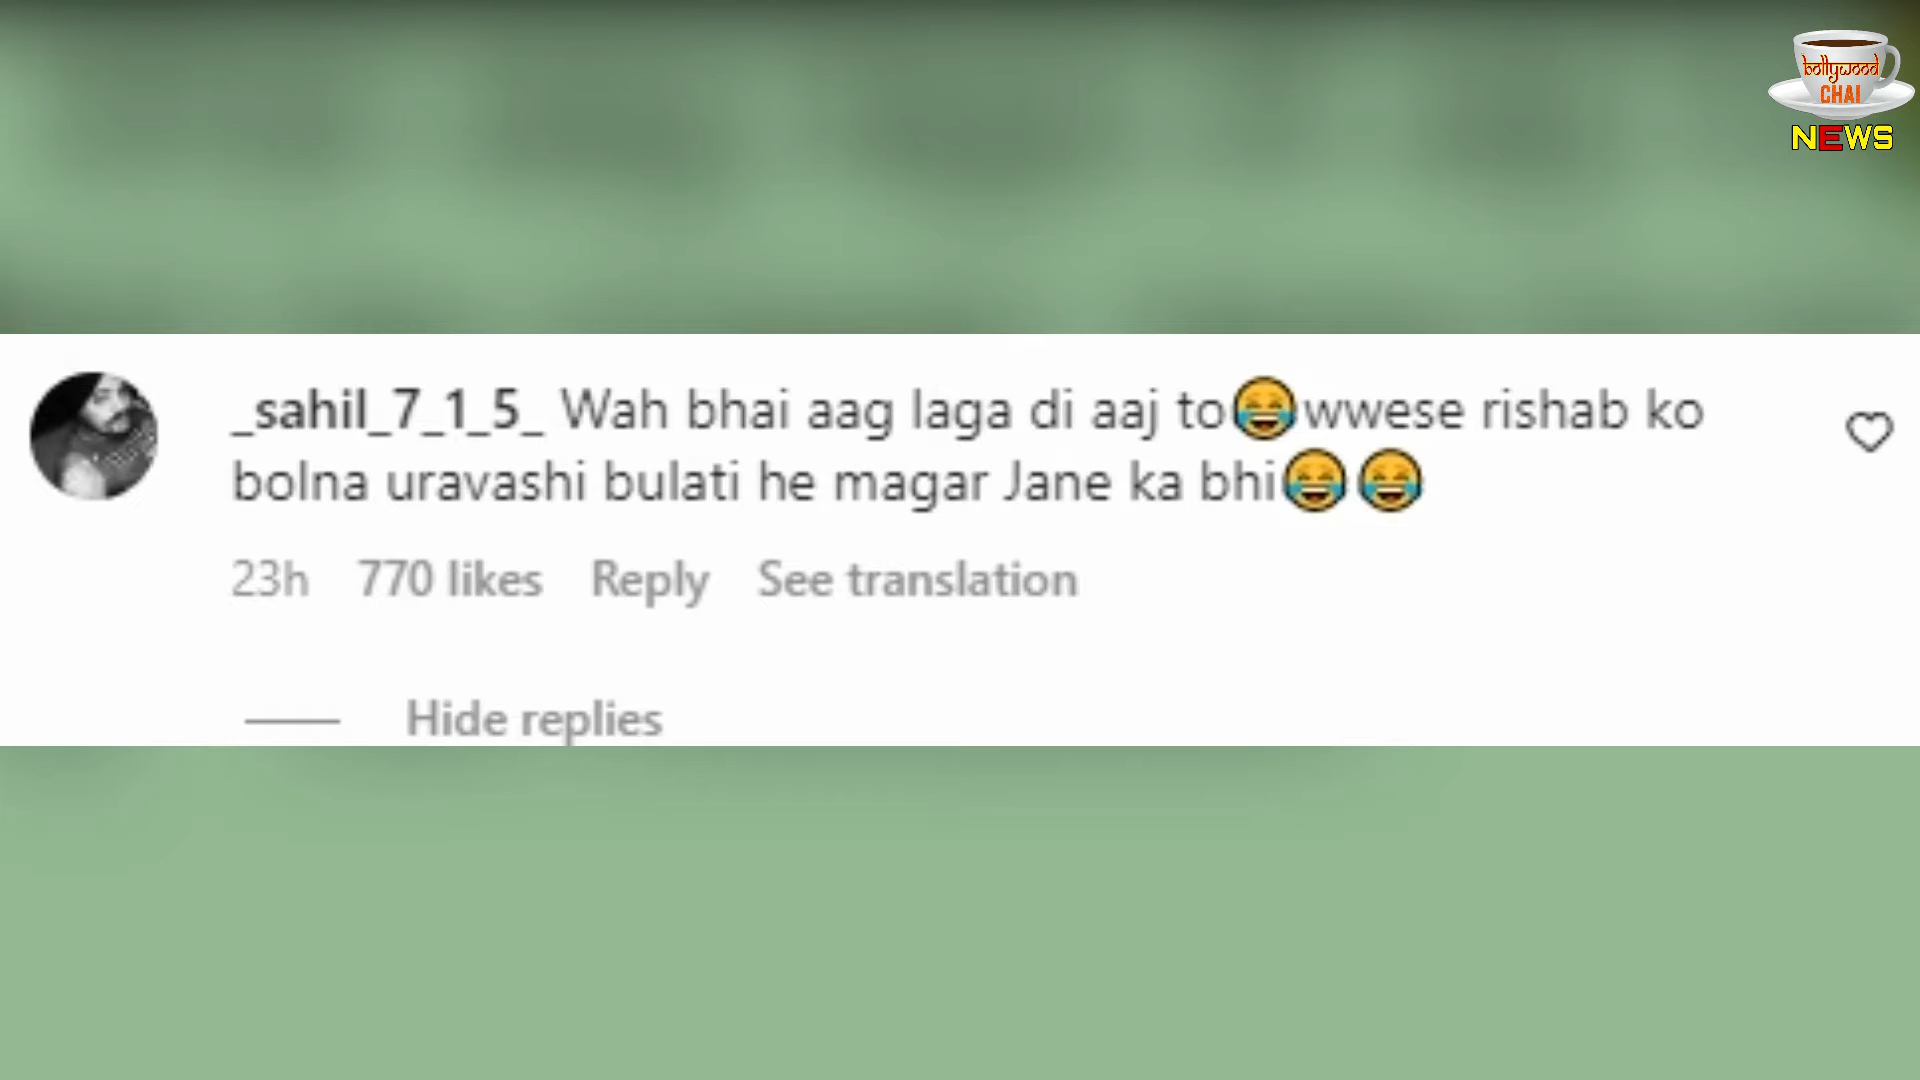 bollywood
CHAI
NEWS
_sahil_7_1_5_ Wah bhai aag laga di aaj to😂wwese rishab ko
bolna uravashi bulati he magar Jane ka bhi😂😂
23h 770 likes Reply See translation
Hide replies